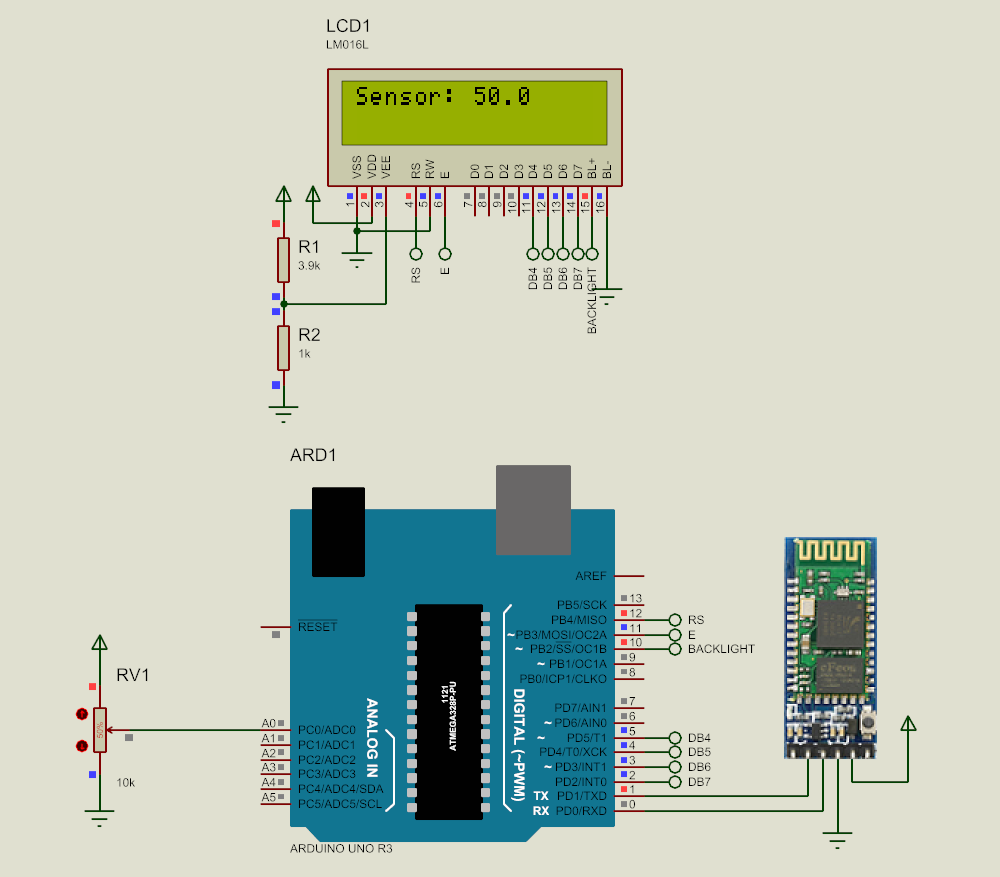 LCD1
LM016L
Sensor: 50.0
VSS VDD VEE RS RW E D0 D1 D2 D3 D4 D5 D6 D7 BL+ BL-
1 2 3 4 5 6 7 8 9 10 11 12 13 14 15 16
RS E DB4 DB5 DB6 DB7 BACKLIGHT
R1
3.9k
R2
1k
ARD1
AREF
PB5/SCK 13
PB4/MISO 12 RS
RESET
~ PB3/MOSI/OC2A 11 E
~ PB2/SS/OC1B 10 BACKLIGHT
~ PB1/OC1A 9
PB0/ICP1/CLKO 8
1121
ATMEGA328P-PU
DIGITAL (~PWM)
ANALOG IN
PD7/AIN1 7
~ PD6/AIN0 6
~ PD5/T1 5 DB4
PD4/T0/XCK 4 DB5
~ PD3/INT1 3 DB6
PD2/INT0 2 DB7
TX PD1/TXD 1
RX PD0/RXD 0
A0 PC0/ADC0
A1 PC1/ADC1
A2 PC2/ADC2
A3 PC3/ADC3
A4 PC4/ADC4/SDA
A5 PC5/ADC5/SCL
ARDUINO UNO R3
RV1
50%
10k